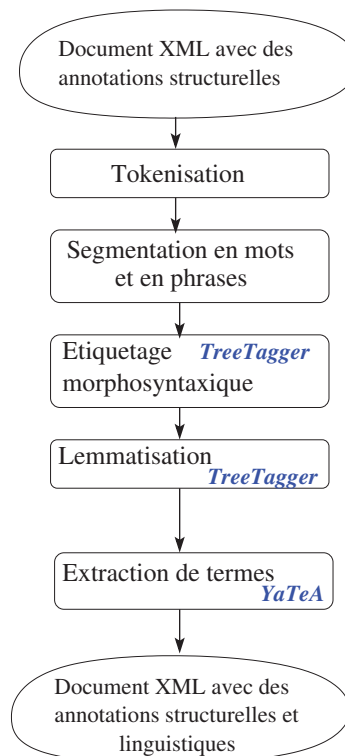 Document XML avec des
annotations structurelles
Tokenisation
Segmentation en mots
et en phrases
Etiquetage TreeTagger
morphosyntaxique
Lemmatisation
TreeTagger
Extraction de termes
YaTeA
Document XML avec des
annotations structurelles et
linguistiques